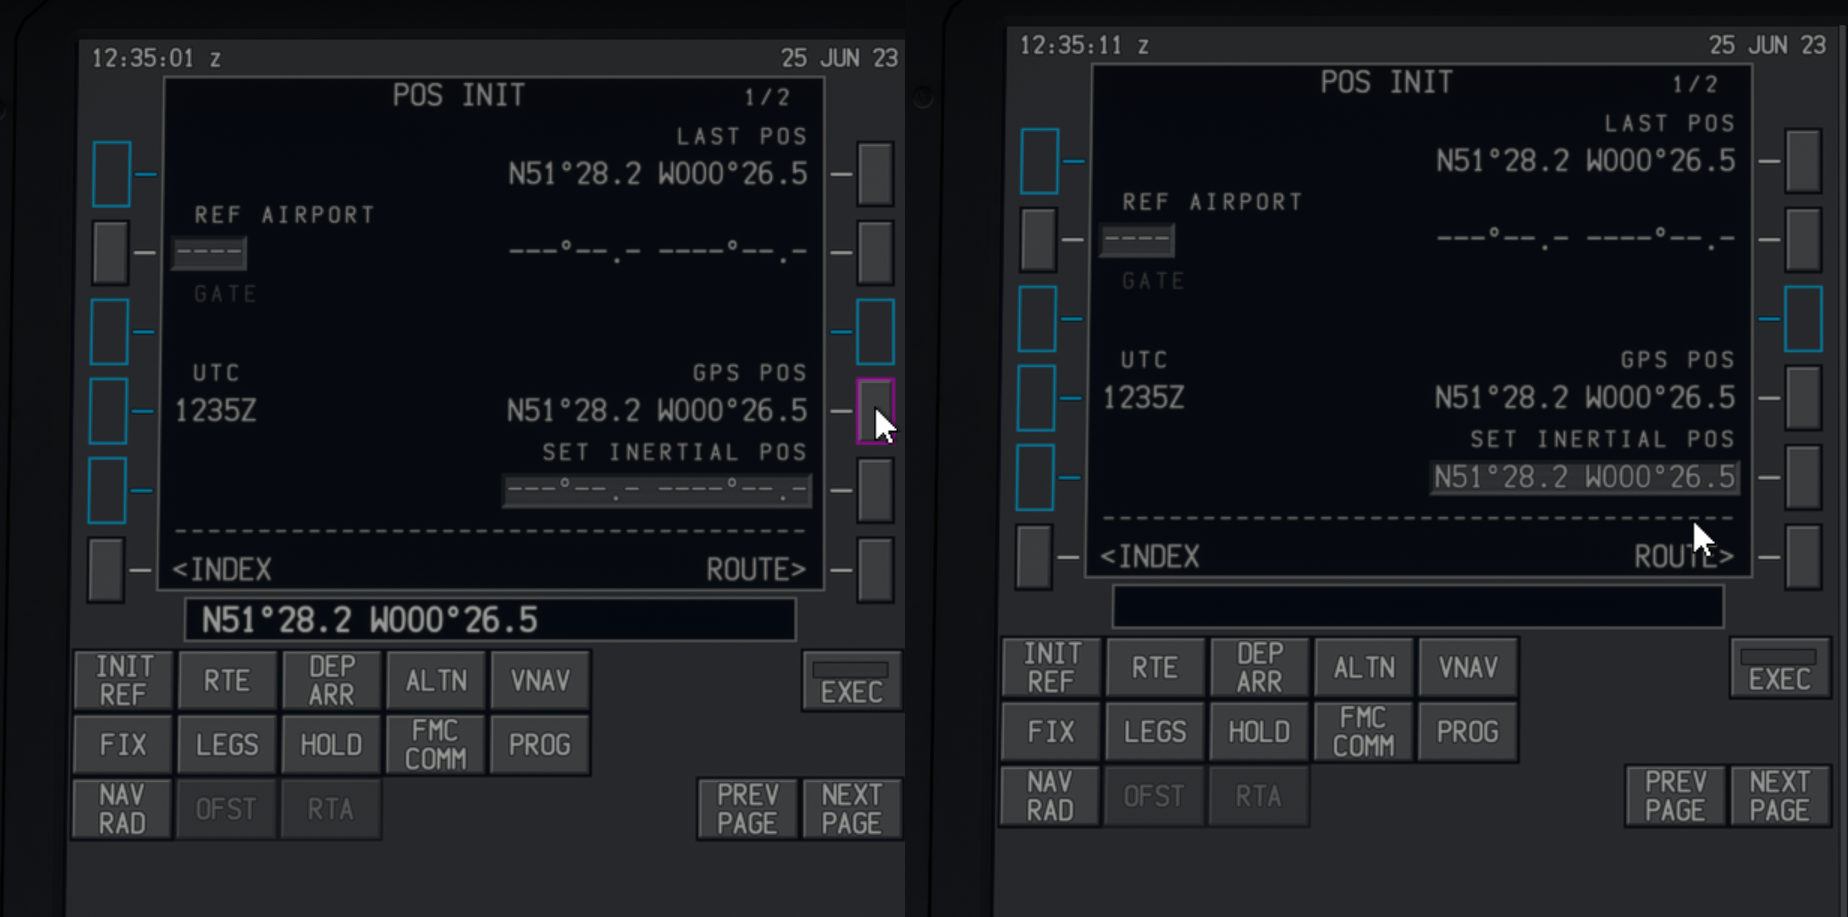 12:35:01 z 25 JUN 23
POS INIT 1/2
LAST POS
N51°28.2 W000°26.5
REF AIRPORT
---- ---°--.- ----°--.-
GATE
UTC GPS POS
1235Z N51°28.2 W000°26.5
SET INERTIAL POS
---°--.- ----°--.-
<INDEX ROUTE>
N51°28.2 W000°26.5
INIT REF RTE DEP ARR ALTN VNAV EXEC
FIX LEGS HOLD FMC COMM PROG
NAV RAD OFST RTA PREV PAGE NEXT PAGE
12:35:11 z 25 JUN 23
POS INIT 1/2
LAST POS
N51°28.2 W000°26.5
REF AIRPORT
---- ---°--.- ----°--.-
GATE
UTC GPS POS
1235Z N51°28.2 W000°26.5
SET INERTIAL POS
N51°28.2 W000°26.5
<INDEX ROUTE>
INIT REF RTE DEP ARR ALTN VNAV EXEC
FIX LEGS HOLD FMC COMM PROG
NAV RAD OFST RTA PREV PAGE NEXT PAGE